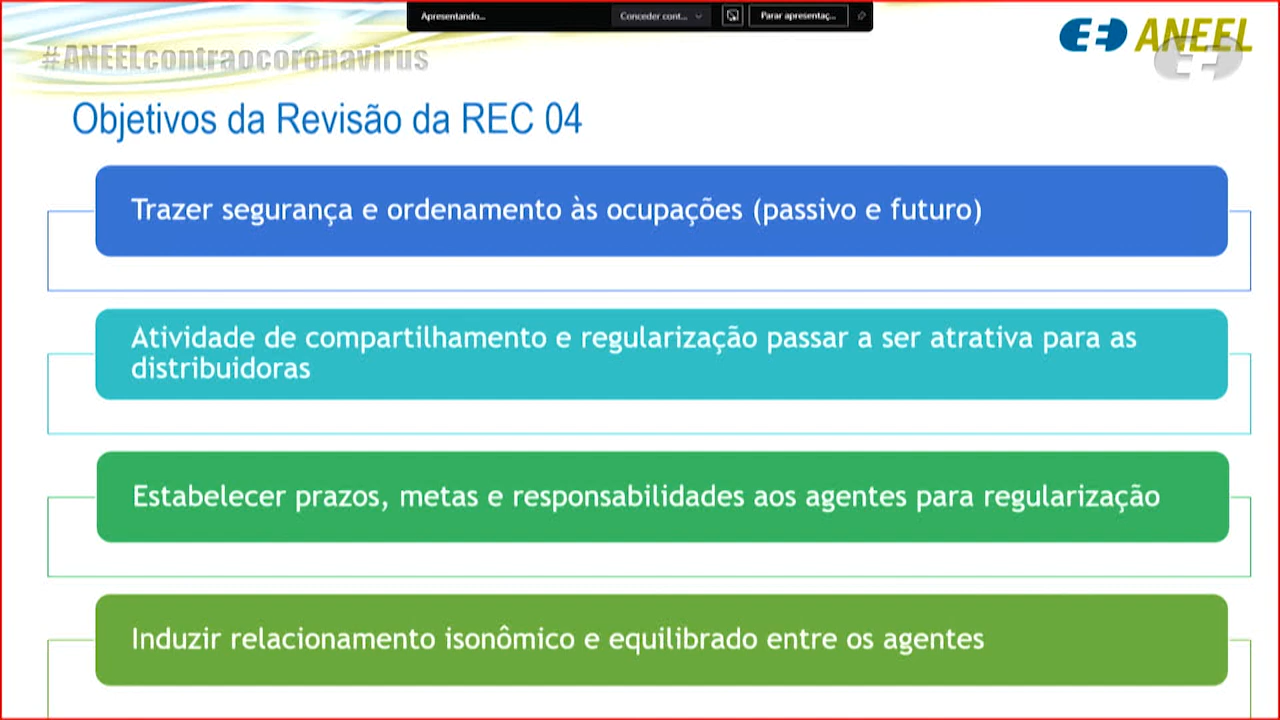 Apresentando...
Conceder cont...
Parar apresentaç...
ANEEL
#ANEELcontraocoronavirus
Objetivos da Revisão da REC 04
Trazer segurança e ordenamento às ocupações (passivo e futuro)
Atividade de compartilhamento e regularização passar a ser atrativa para as
distribuidoras
Estabelecer prazos, metas e responsabilidades aos agentes para regularização
Induzir relacionamento isonômico e equilibrado entre os agentes